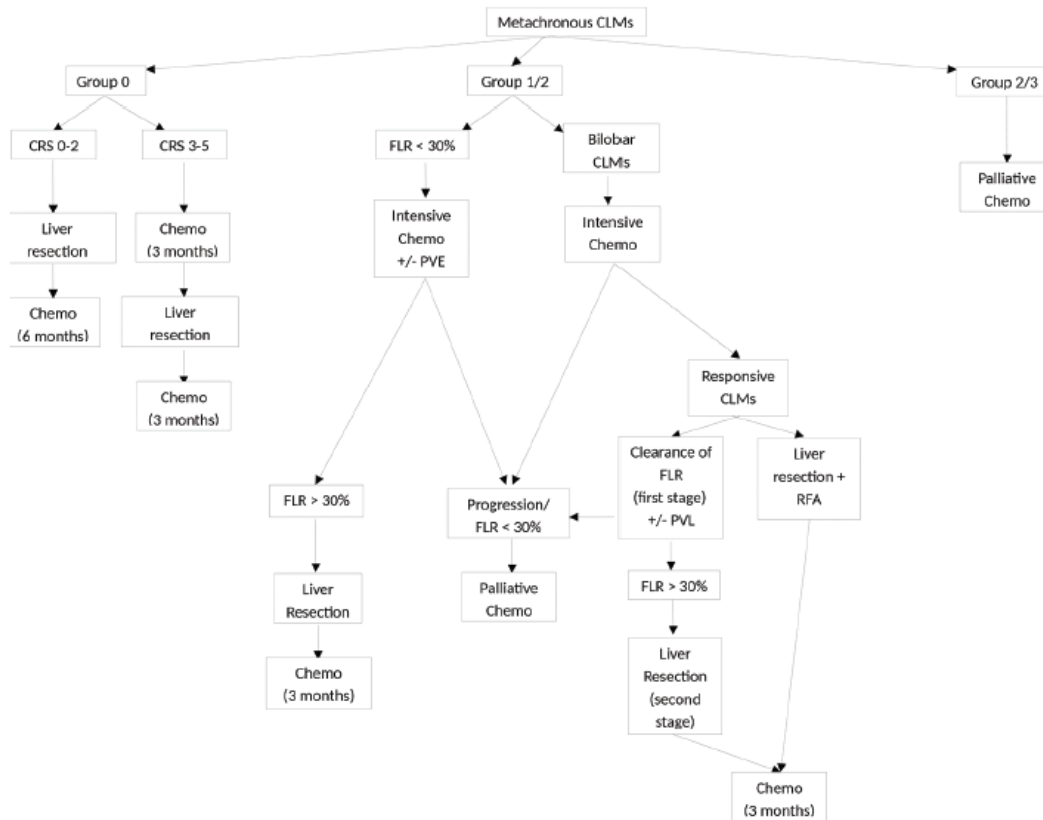 Metachronous CLMs
Group 0
Group 1/2
Group 2/3
CRS 0-2
CRS 3-5
FLR < 30%
Bilobar
CLMs
Palliative
Chemo
Liver
resection
Chemo
(3 months)
Intensive
Chemo
+/- PVE
Intensive
Chemo
Chemo
(6 months)
Liver
resection
Chemo
(3 months)
Responsive
CLMs
FLR > 30%
Progression/
FLR < 30%
Clearance of
FLR
(first stage)
+/- PVL
Liver
resection +
RFA
Liver
Resection
Palliative
Chemo
FLR > 30%
Chemo
(3 months)
Liver
Resection
(second
stage)
Chemo
(3 months)